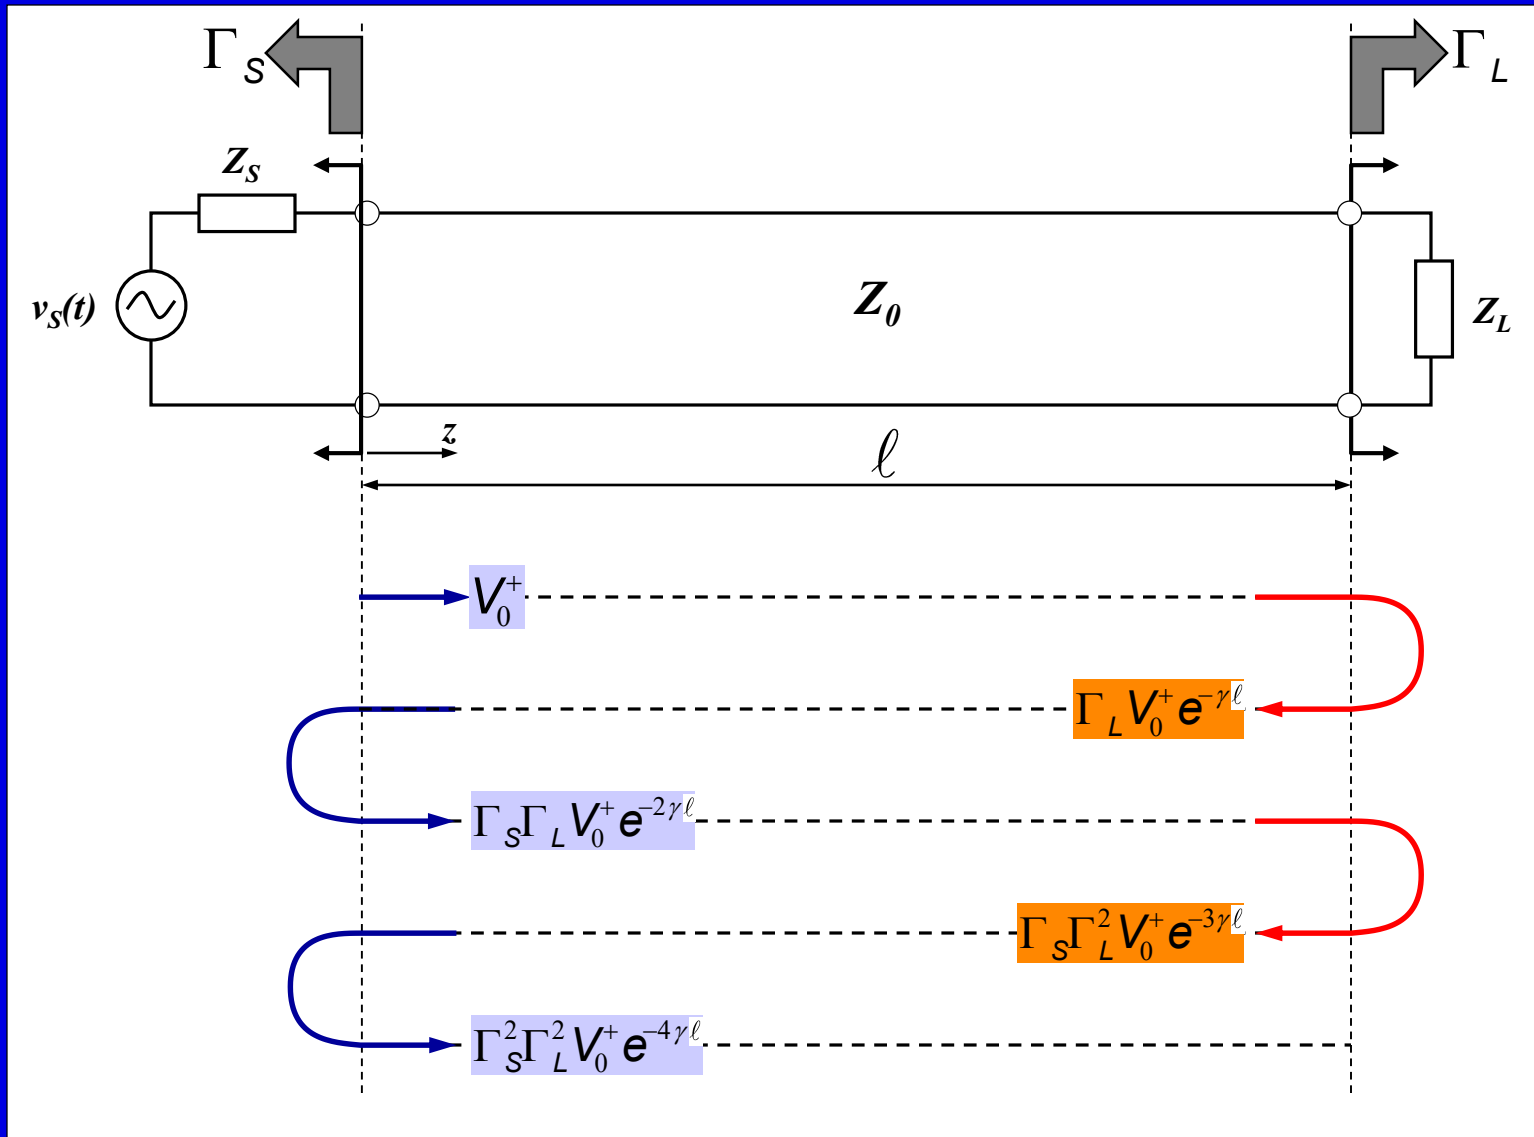 Γ_S Γ_L
Z_S
v_S(t) Z_0 Z_L
z
ℓ
V_0^+
Γ_L V_0^+ e^{-γℓ}
Γ_S Γ_L V_0^+ e^{-2γℓ}
Γ_S Γ_L^2 V_0^+ e^{-3γℓ}
Γ_S^2 Γ_L^2 V_0^+ e^{-4γℓ}